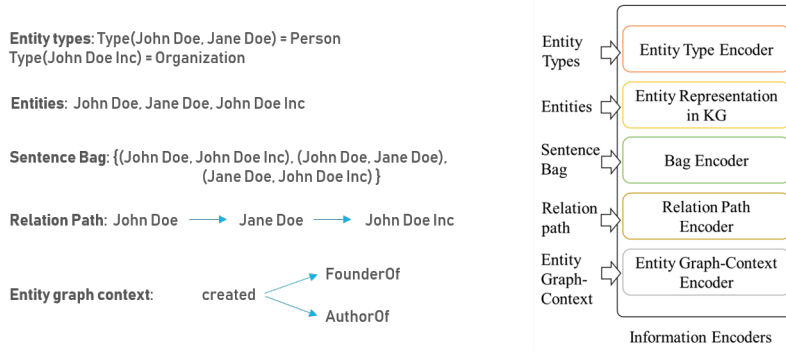 Entity types: Type(John Doe, Jane Doe) = Person
Type(John Doe Inc) = Organization
Entities: John Doe, Jane Doe, John Doe Inc
Sentence Bag: {(John Doe, John Doe Inc), (John Doe, Jane Doe),
(Jane Doe, John Doe Inc) }
Relation Path: John Doe Jane Doe John Doe Inc
Entity graph context: created
FounderOf
AuthorOf
Entity
Types
Entity Type Encoder
Entities
Entity Representation
in KG
Sentence
Bag
Bag Encoder
Relation
path
Relation Path
Encoder
Entity
Graph-
Context
Entity Graph-Context
Encoder
Information Encoders